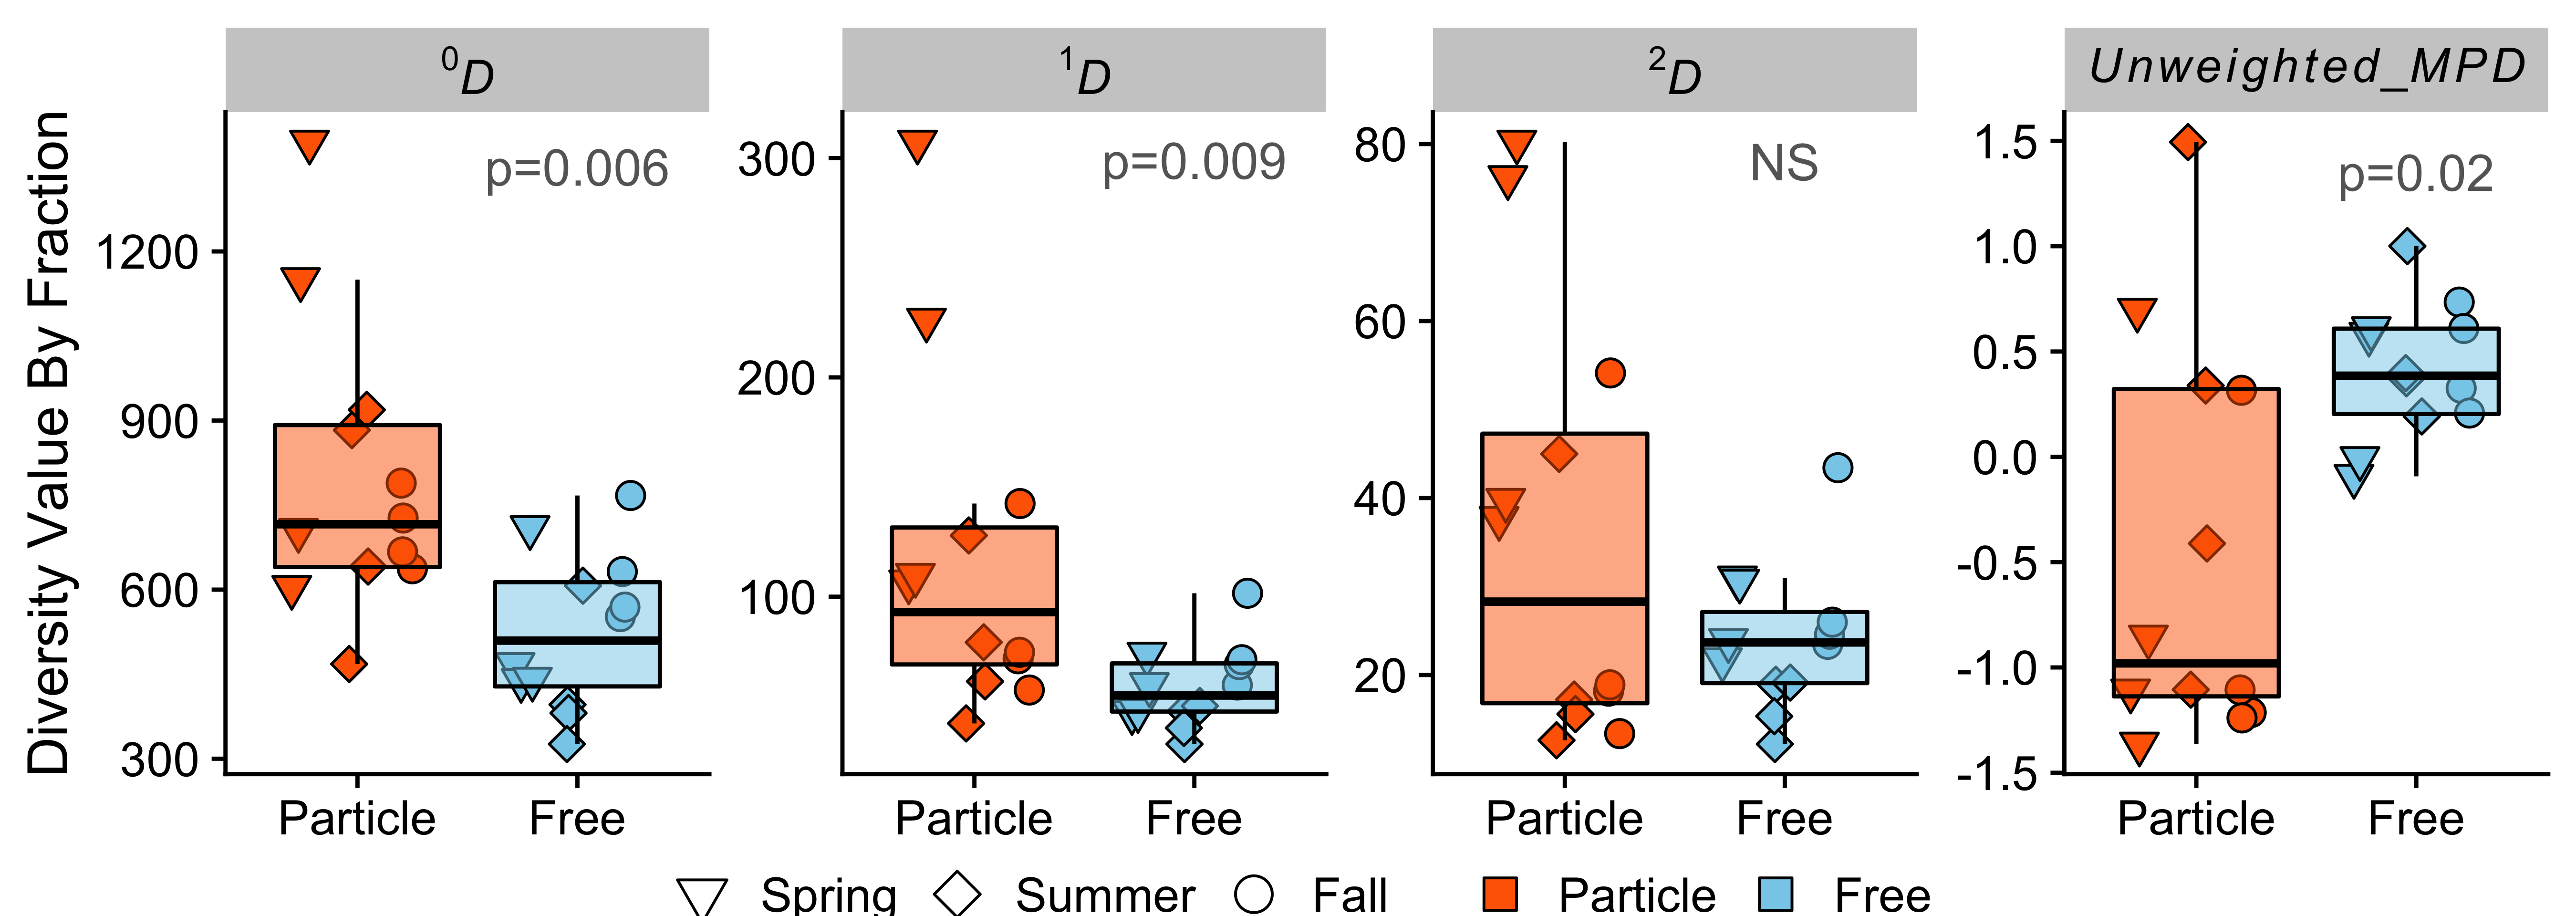 Diversity Value By Fraction
⁰D
p=0.006
1200
900
600
300
Particle Free
¹D
p=0.009
300
200
100
Particle Free
²D
NS
80
60
40
20
Particle Free
Unweighted_MPD
p=0.02
1.5
1.0
0.5
0.0
-0.5
-1.0
-1.5
Particle Free
Spring Summer Fall Particle Free